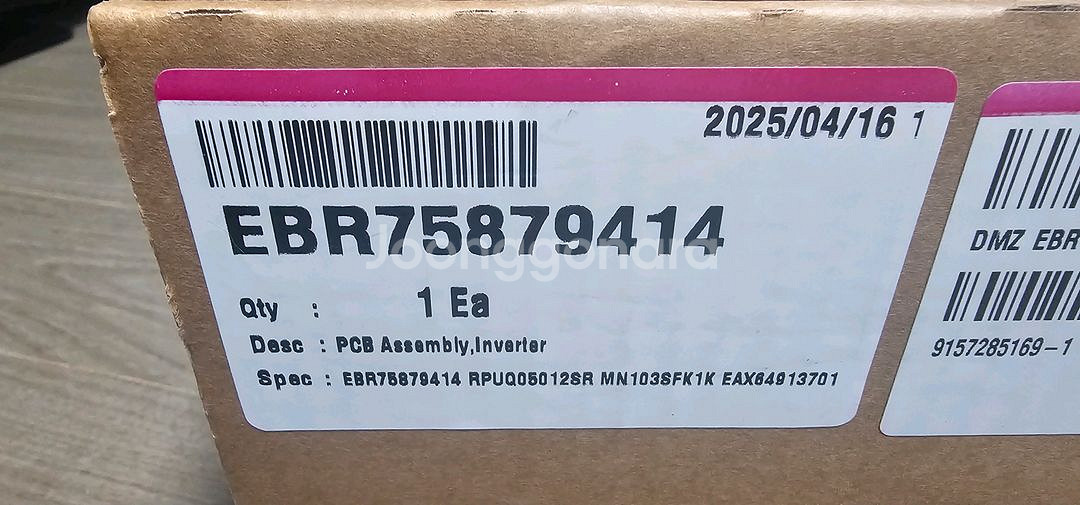 2025/04/16 1
EBR75879414
Qty : 1 Ea
Desc : PCB Assembly,Inverter
Spec : EBR75879414 RPUQ05012SR MN103SFK1K EAX64913701
DMZ EBR
9157285169-1
Joonggonara